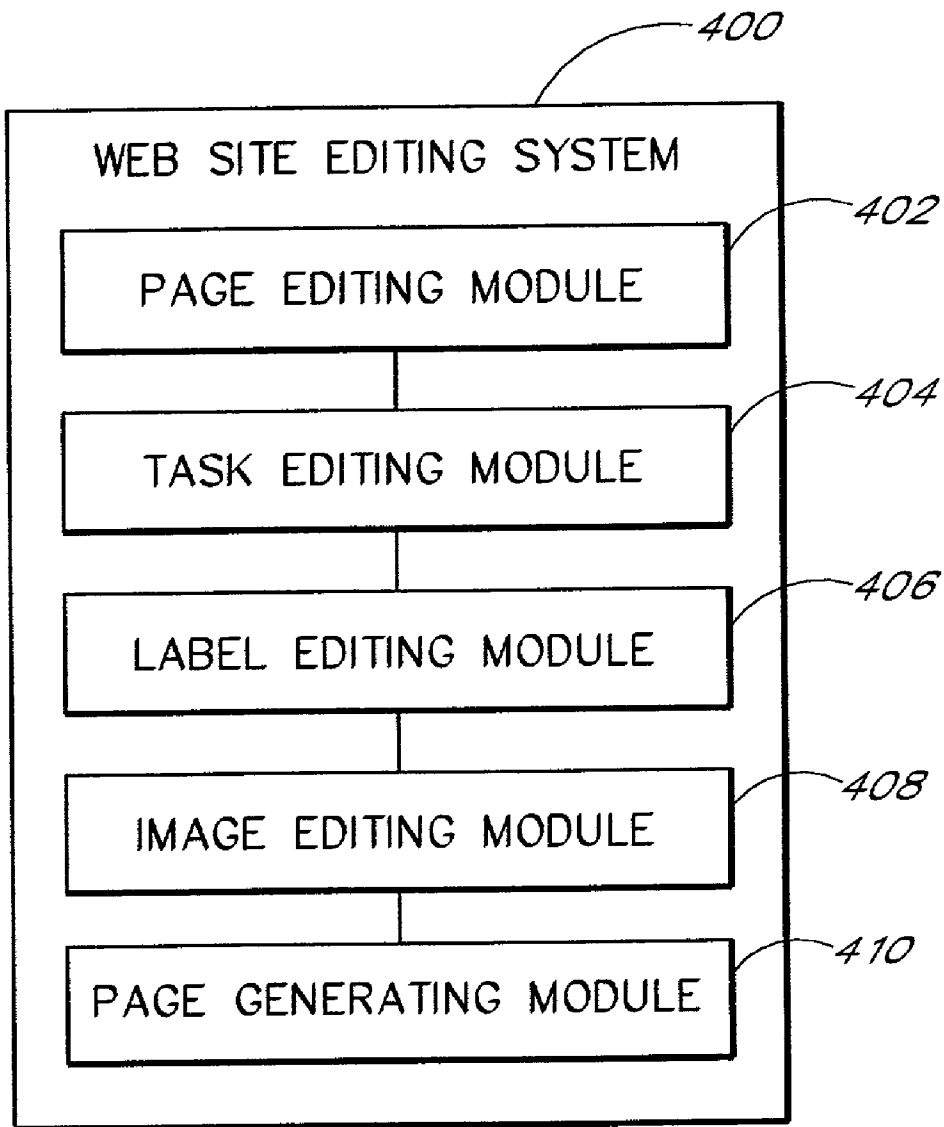 400
WEB SITE EDITING SYSTEM
402
PAGE EDITING MODULE
404
TASK EDITING MODULE
406
LABEL EDITING MODULE
408
IMAGE EDITING MODULE
410
PAGE GENERATING MODULE